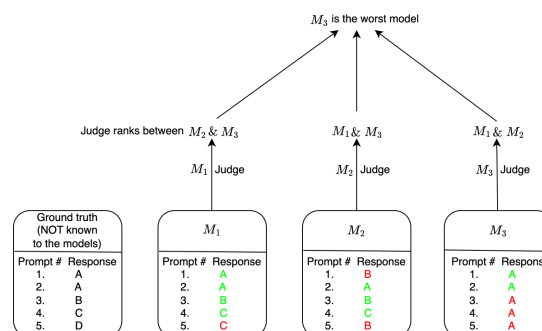 M₃ is the worst model
Judge ranks between M₂ & M₃
M₁ & M₃
M₁ & M₂
M₁ Judge
M₂ Judge
M₃ Judge
Ground truth
(NOT known
to the models)
Prompt # Response
1. A
2. A
3. B
4. C
5. D
M₁
Prompt # Response
1. A
2. A
3. B
4. C
5. C
M₂
Prompt # Response
1. B
2. A
3. B
4. C
5. B
M₃
Prompt # Response
1. A
2. A
3. A
4. A
5. A